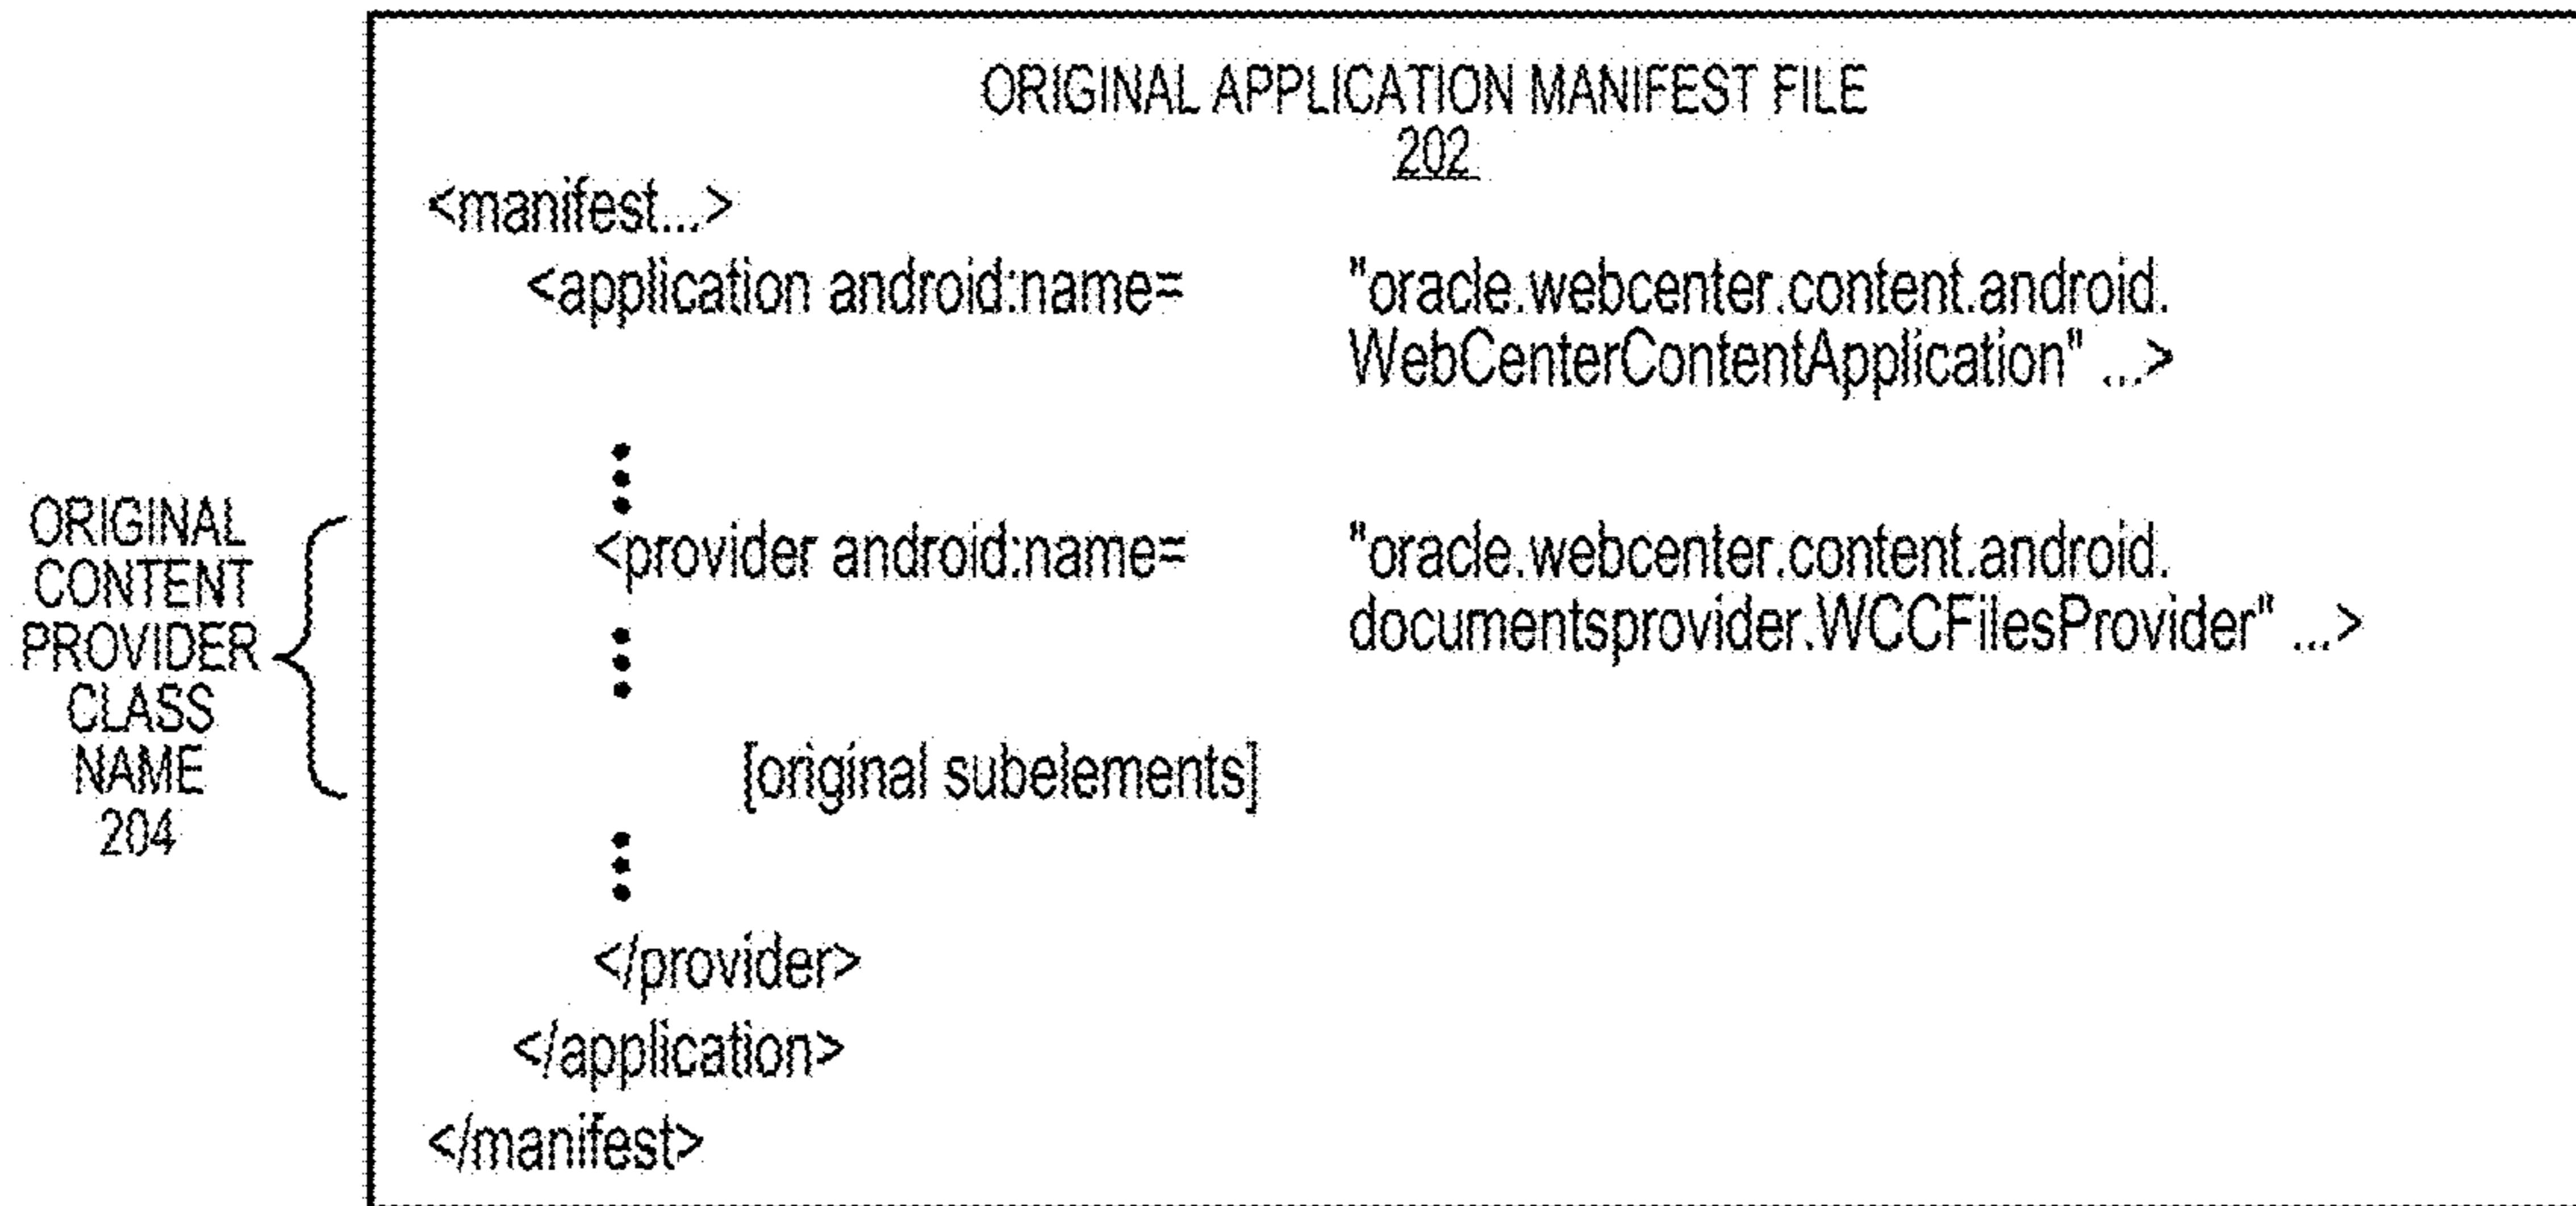 ORIGINAL APPLICATION MANIFEST FILE
202
<manifest...>
<application android:name= "oracle.webcenter.content.android.
WebCenterContentApplication" ...>
<provider android:name= "oracle.webcenter.content.android.
documentsprovider.WCCFilesProvider" ...>
[original subelements]
</provider>
</application>
</manifest>
ORIGINAL
CONTENT
PROVIDER
CLASS
NAME
204